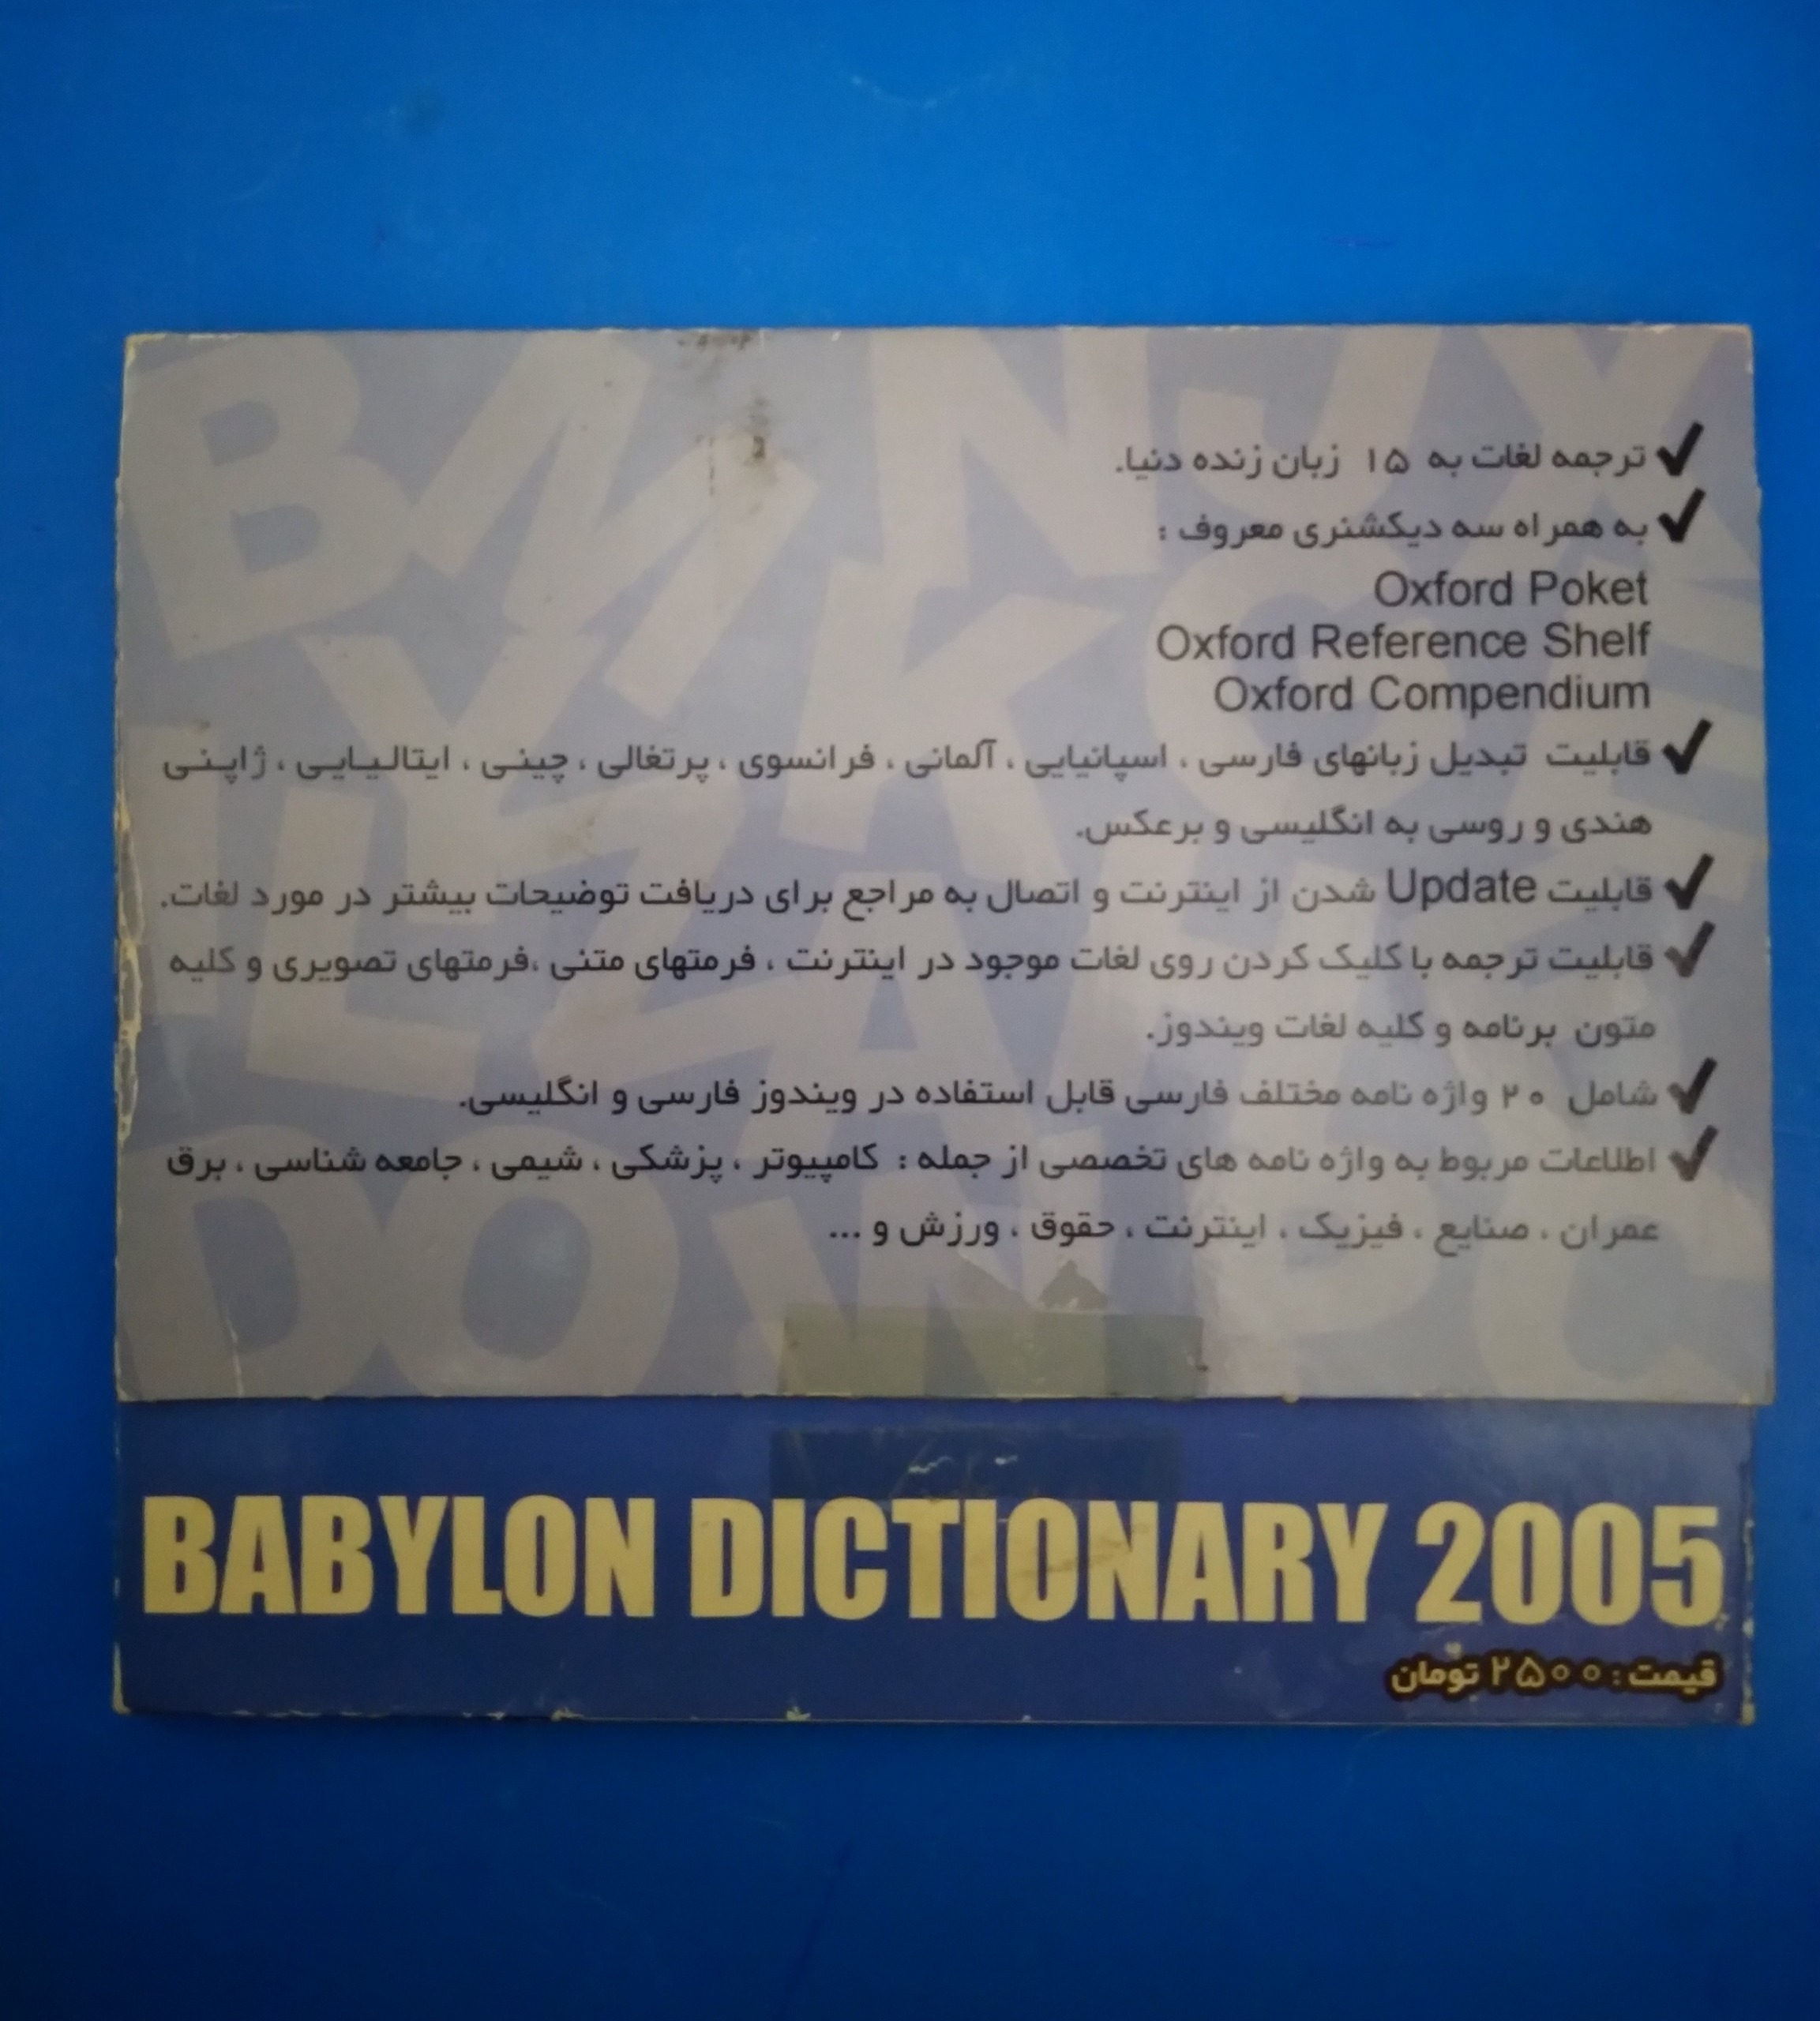 ترجمه لغات به ۱۵ زبان زنده دنیا.
به همراه سه دیکشنری معروف :
Oxford Poket
Oxford Reference Shelf
Oxford Compendium
قابلیت تبدیل زبانهای فارسی ، اسپانیایی ، آلمانی ، فرانسوی ، پرتغالی ، چینی ، ایتالیایی ، ژاپنی
هندی و روسی به انگلیسی و برعکس.
قابلیت Update شدن از اینترنت و اتصال به مراجع برای دریافت توضیحات بیشتر در مورد لغات.
قابلیت ترجمه با کلیک کردن روی لغات موجود در اینترنت ، فرمتهای متنی ،فرمتهای تصویری و کلیه
متون برنامه و کلیه لغات ویندوز.
شامل ۲۰ واژه نامه مختلف فارسی قابل استفاده در ویندوز فارسی و انگلیسی.
اطلاعات مربوط به واژه نامه های تخصصی از جمله : کامپیوتر ، پزشکی ، شیمی ، جامعه شناسی ، برق
عمران ، صنایع ، فیزیک ، اینترنت ، حقوق ، ورزش و ...
BABYLON DICTIONARY 2005
قیمت : ۲۵۰۰ تومان